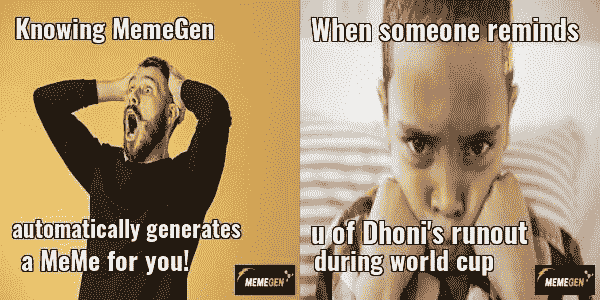 Knowing MemeGen
automatically generates
a MeMe for you!
MEMEGEN
When someone reminds
u of Dhoni's runout
during world cup
MEMEGEN